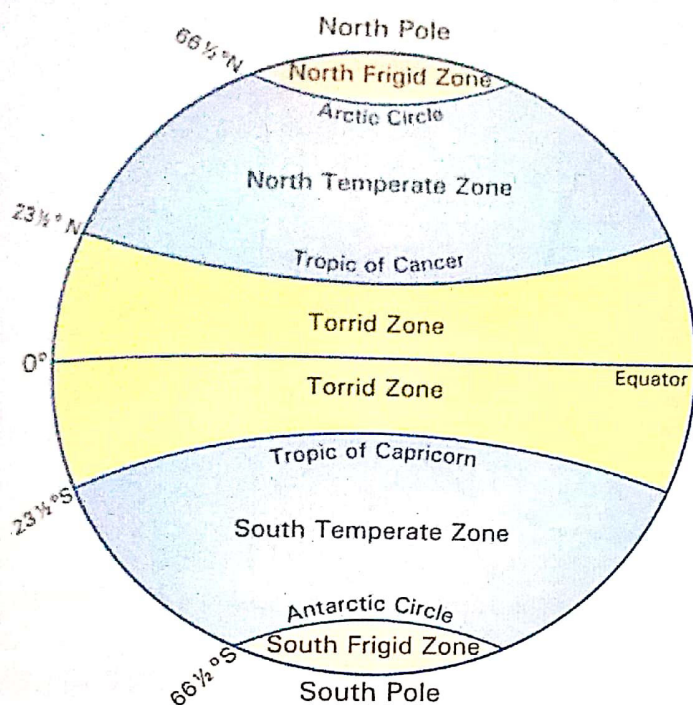 North Pole
66½°N
North Frigid Zone
Arctic Circle
North Temperate Zone
23½°N
Tropic of Cancer
Torrid Zone
0°
Equator
Torrid Zone
Tropic of Capricorn
23½°S
South Temperate Zone
Antarctic Circle
South Frigid Zone
66½°S
South Pole